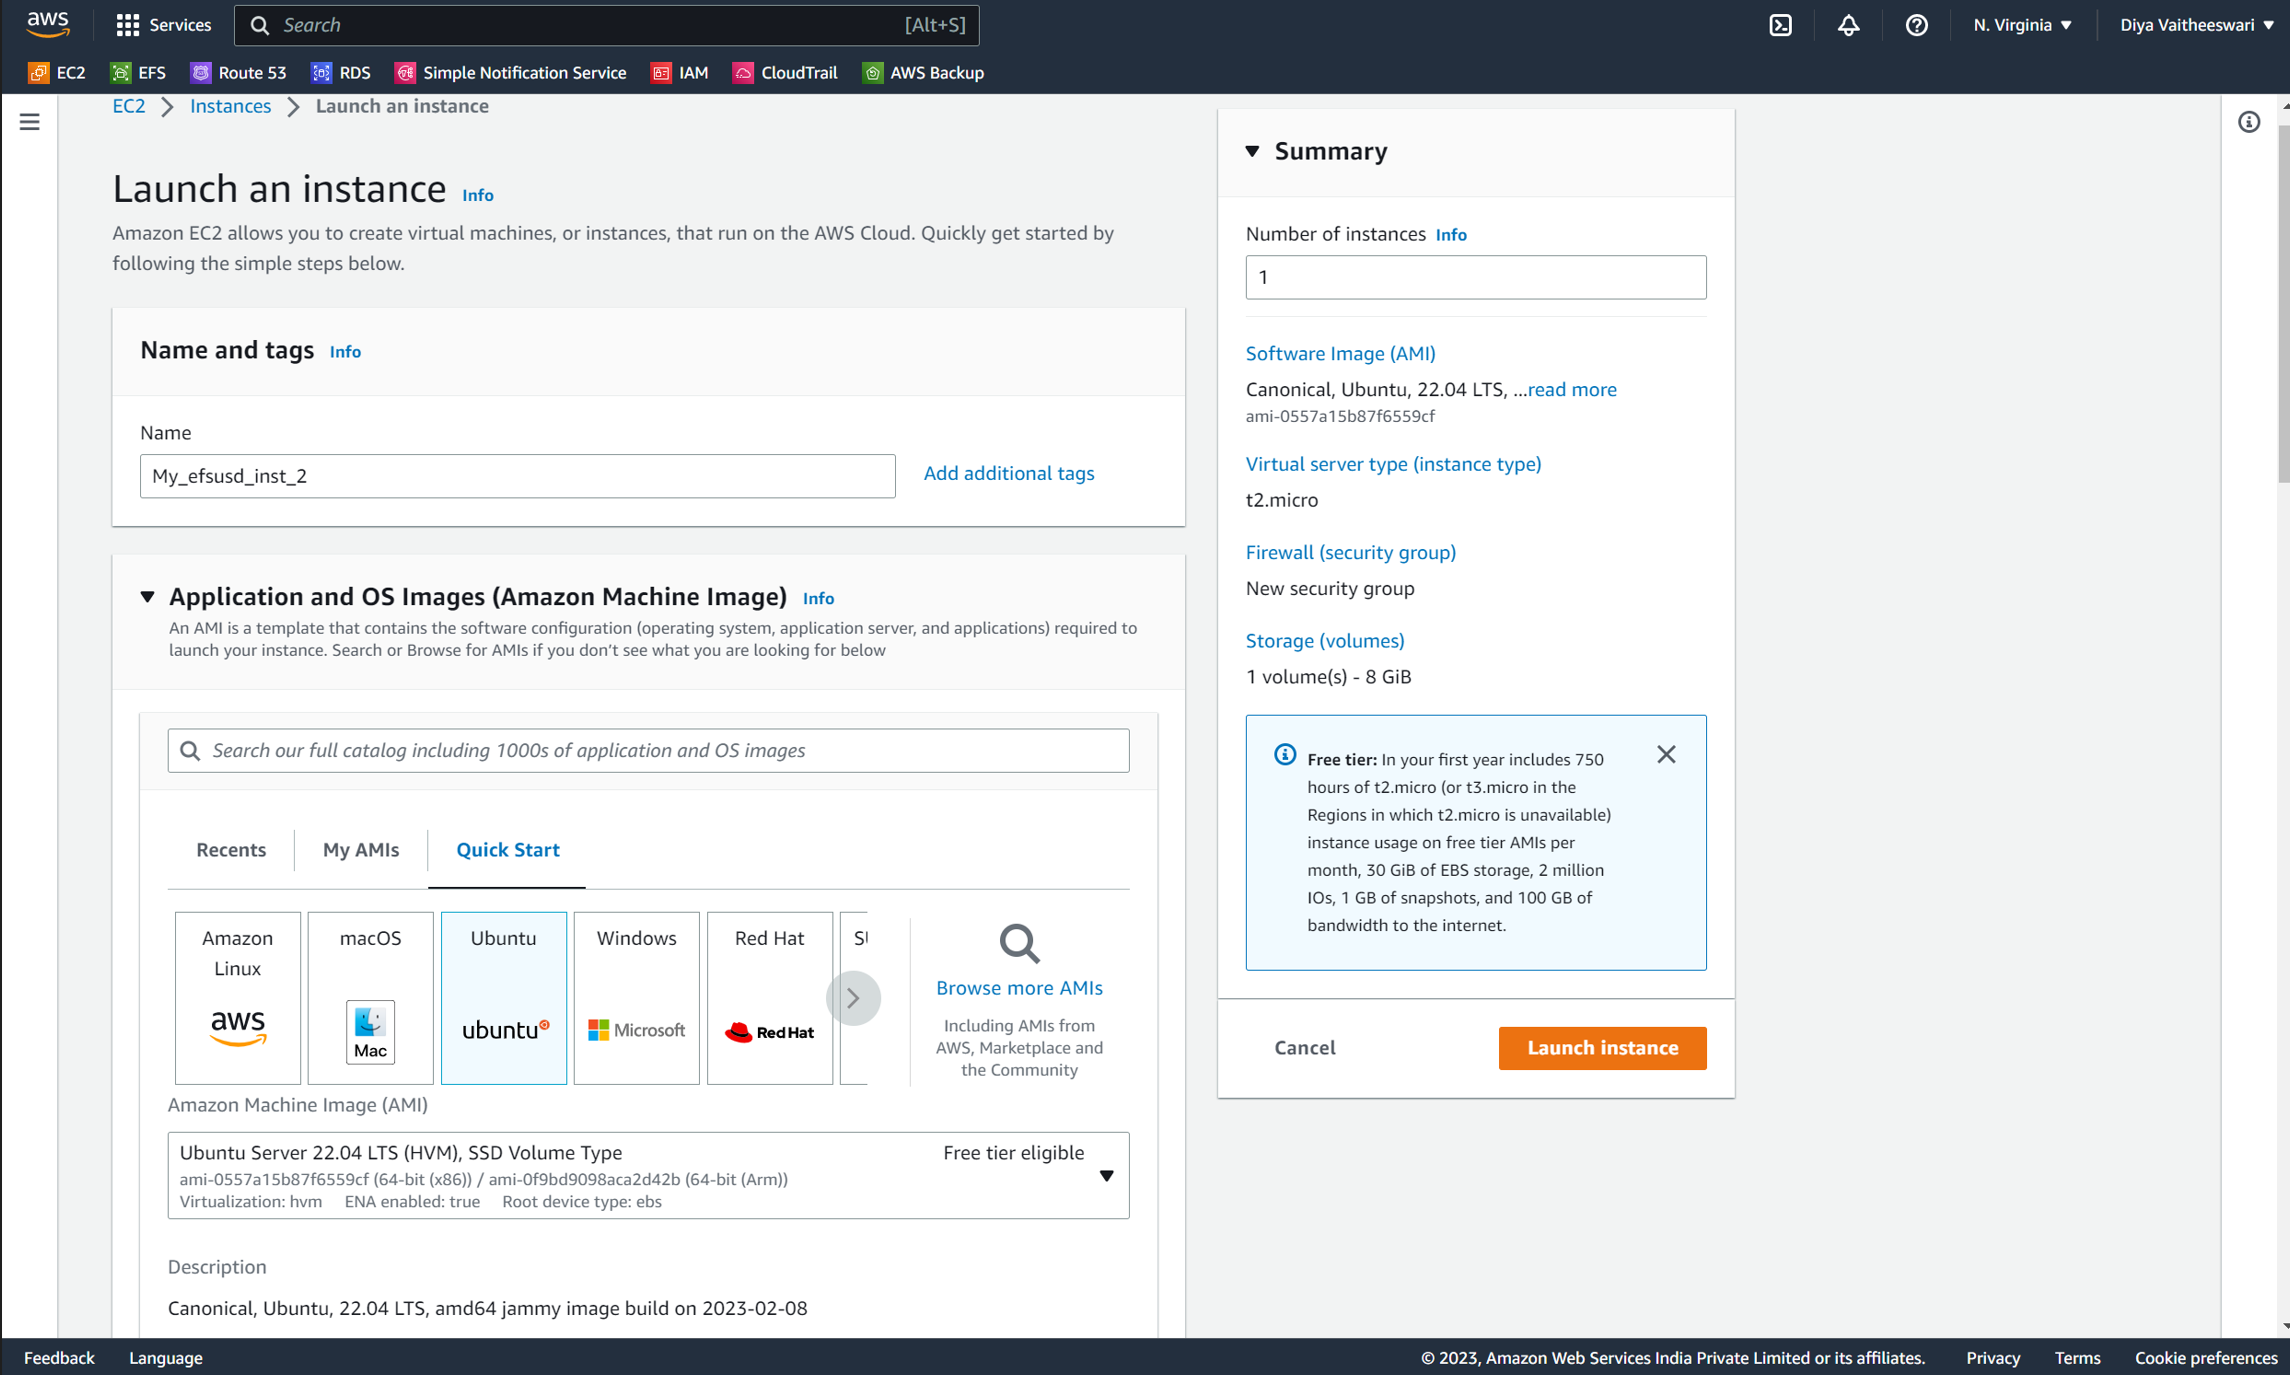 aws
Services
Search
[Alt+S]
N. Virginia
Diya Vaitheeswari
EC2
EFS
Route 53
RDS
Simple Notification Service
IAM
CloudTrail
AWS Backup
EC2
Instances
Launch an instance
Launch an instance Info
Amazon EC2 allows you to create virtual machines, or instances, that run on the AWS Cloud. Quickly get started by
following the simple steps below.
Name and tags Info
Name
My_efsusd_inst_2
Add additional tags
Application and OS Images (Amazon Machine Image) Info
An AMI is a template that contains the software configuration (operating system, application server, and applications) required to
launch your instance. Search or Browse for AMIs if you don't see what you are looking for below
Search our full catalog including 1000s of application and OS images
Recents
My AMIs
Quick Start
Amazon
Linux
aws
macOS
Mac
Ubuntu
ubuntu
Windows
Microsoft
Red Hat
Red Hat
Browse more AMIs
Including AMIs from
AWS, Marketplace and
the Community
Amazon Machine Image (AMI)
Ubuntu Server 22.04 LTS (HVM), SSD Volume Type
Free tier eligible
ami-0557a15b87f6559cf (64-bit (x86)) / ami-0f9bd9098aca2d42b (64-bit (Arm))
Virtualization: hvm ENA enabled: true Root device type: ebs
Description
Canonical, Ubuntu, 22.04 LTS, amd64 jammy image build on 2023-02-08
Summary
Number of instances Info
1
Software Image (AMI)
Canonical, Ubuntu, 22.04 LTS, ...read more
ami-0557a15b87f6559cf
Virtual server type (instance type)
t2.micro
Firewall (security group)
New security group
Storage (volumes)
1 volume(s) - 8 GiB
Free tier: In your first year includes 750
hours of t2.micro (or t3.micro in the
Regions in which t2.micro is unavailable)
instance usage on free tier AMIs per
month, 30 GiB of EBS storage, 2 million
IOs, 1 GB of snapshots, and 100 GB of
bandwidth to the internet.
Cancel
Launch instance
Feedback
Language
© 2023, Amazon Web Services India Private Limited or its affiliates.
Privacy
Terms
Cookie preferences